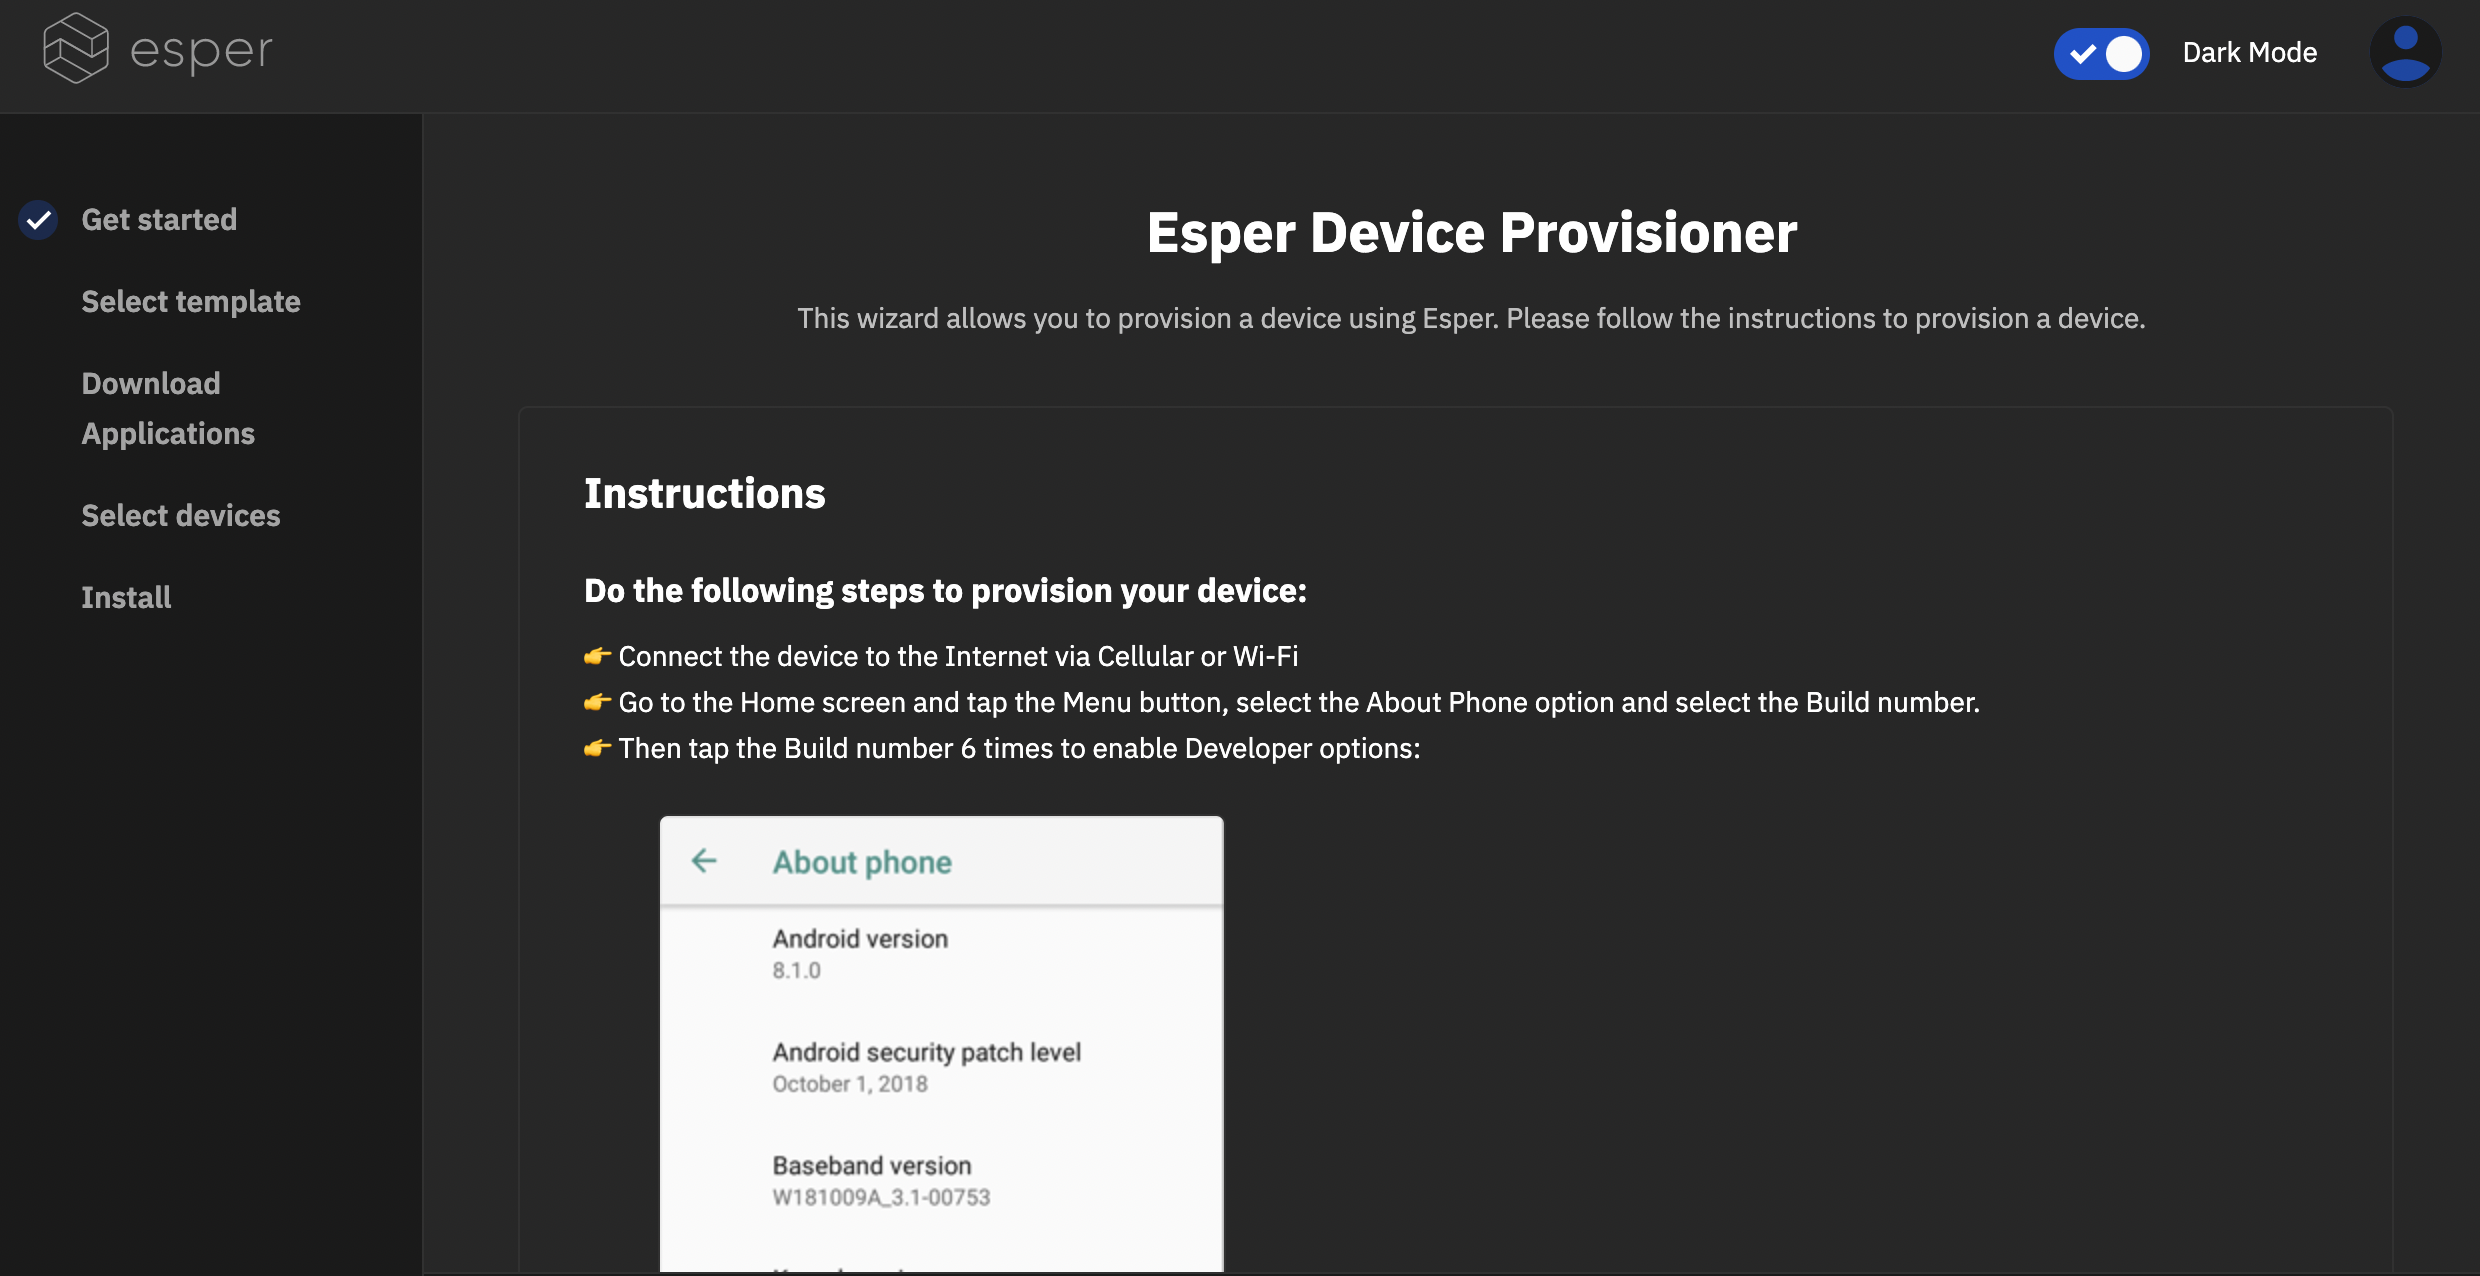 esper
Dark Mode
Get started
Select template
Download
Applications
Select devices
Install
Esper Device Provisioner
This wizard allows you to provision a device using Esper. Please follow the instructions to provision a device.
Instructions
Do the following steps to provision your device:
👉 Connect the device to the Internet via Cellular or Wi-Fi
👉 Go to the Home screen and tap the Menu button, select the About Phone option and select the Build number.
👉 Then tap the Build number 6 times to enable Developer options:
About phone
Android version
8.1.0
Android security patch level
October 1, 2018
Baseband version
W181009A_3.1-00753